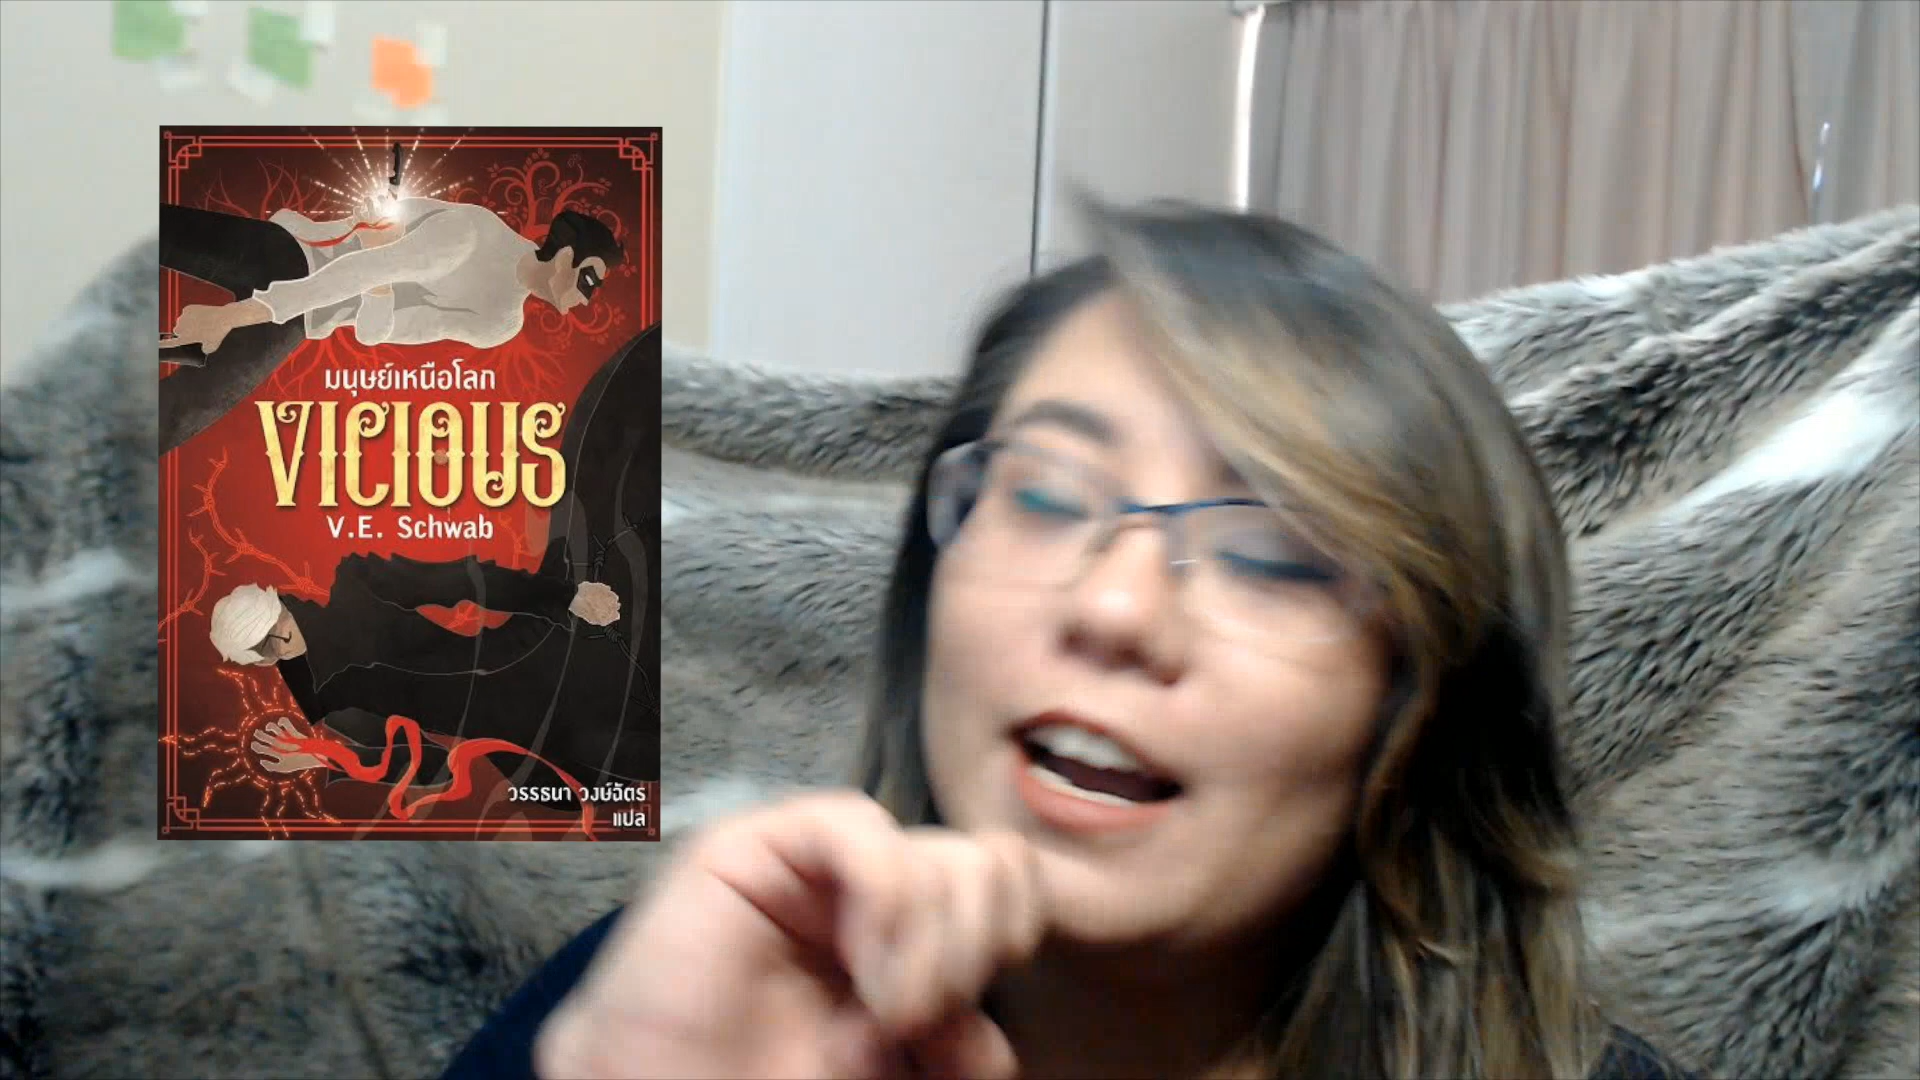 มนุษย์เหนือโลก
VICIOUS
V.E. Schwab
วรรธนา วงษ์ฉัตร
แปล